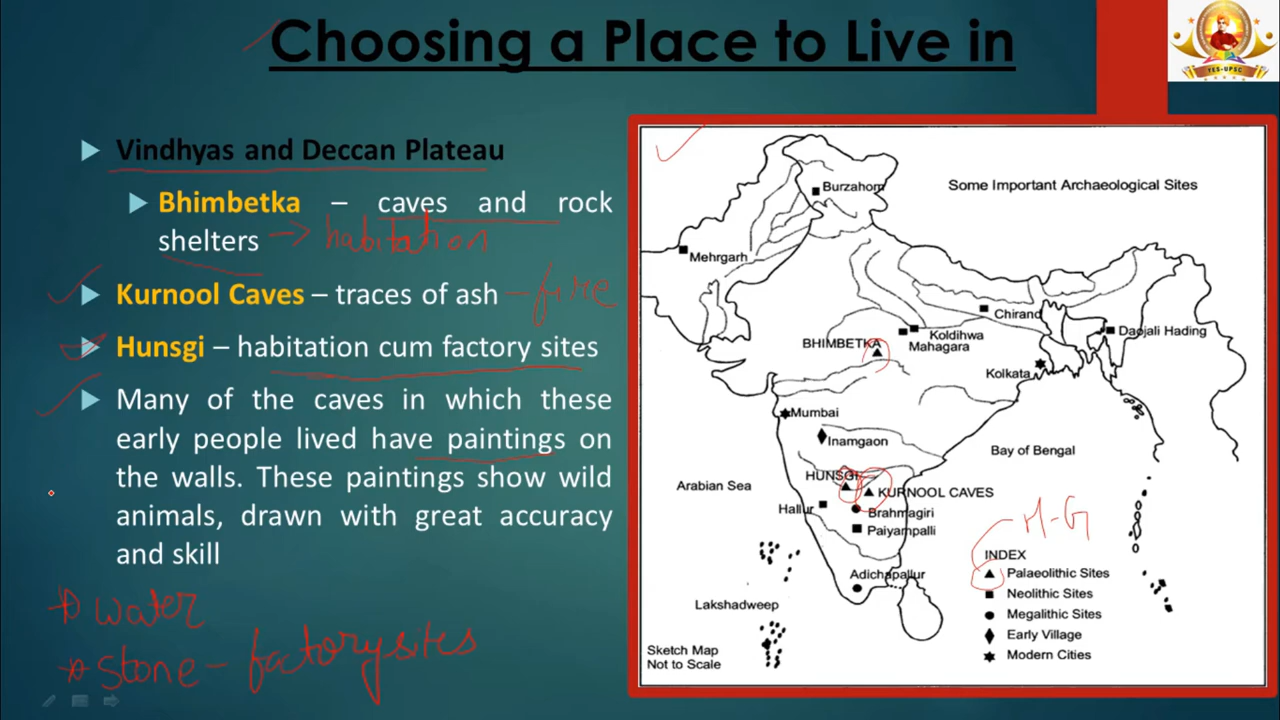 Choosing a Place to Live in
YES-UPSC
Vindhyas and Deccan Plateau
Bhimbetka – caves and rock
shelters → habitation
Kurnool Caves – traces of ash – fire
Hunsgi – habitation cum factory sites
Many of the caves in which these
early people lived have paintings on
the walls. These paintings show wild
animals, drawn with great accuracy
and skill
water
stone – factory sites
Some Important Archaeological Sites
Burzahom
Mehrgarh
Chirand
Koldihwa
Mahagara
Daojali Hading
BHIMBETKA
Kolkata
Mumbai
Inamgaon
Bay of Bengal
HUNSGI
Arabian Sea
KURNOOL CAVES
Hallur
Brahmagiri
Paiyampalli
H-G
Adichapallur
Lakshadweep
INDEX
Palaeolithic Sites
Neolithic Sites
Megalithic Sites
Early Village
Modern Cities
Sketch Map
Not to Scale